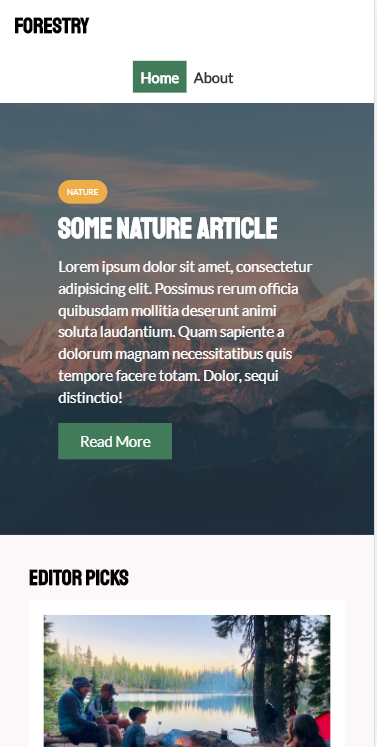 FORESTRY
Home About
NATURE
SOME NATURE ARTICLE
Lorem ipsum dolor sit amet, consectetur
adipisicing elit. Possimus rerum officia
quibusdam mollitia deserunt animi
soluta laudantium. Quam sapiente a
dolorum magnam necessitatibus quis
tempore facere totam. Dolor, sequi
distinctio!
Read More
EDITOR PICKS